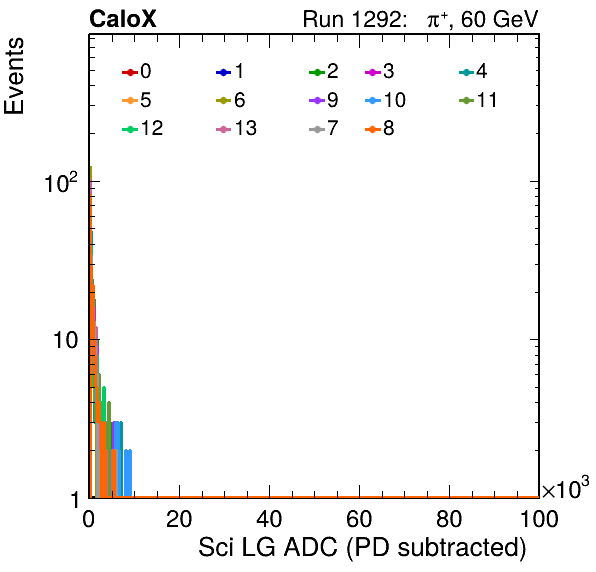 CaloX Run 1292: π⁺, 60 GeV
Events
0 1 2 3 4
5 6 9 10 11
12 13 7 8
10²
10
1
0 20 40 60 80 100
×10³
Sci LG ADC (PD subtracted)